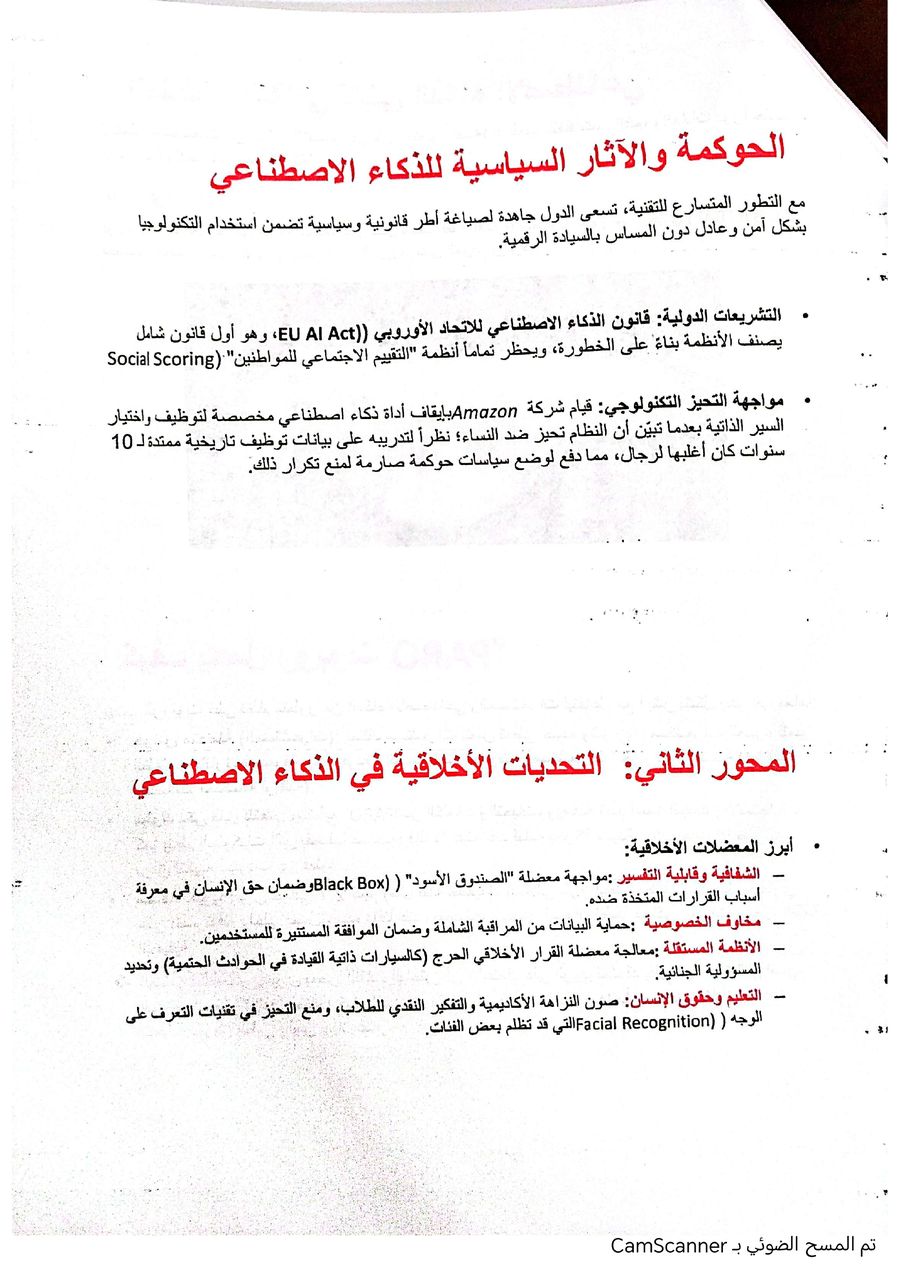 الحوكمة والآثار السياسية للذكاء الاصطناعي
مع التطور المتسارع للتقنية، تسعى الدول جاهدة لصياغة أطر قانونية وسياسية تضمن استخدام التكنولوجيا
بشكل آمن وعادل دون المساس بالسيادة الرقمية.
• التشريعات الدولية: قانون الذكاء الاصطناعي للاتحاد الأوروبي ((EU AI Act، وهو أول قانون شامل
يصنف الأنظمة بناءً على الخطورة، ويحظر تماماً أنظمة "التقييم الاجتماعي للمواطنين" (Social Scoring)
• مواجهة التحيز التكنولوجي: قيام شركة Amazonبإيقاف أداة ذكاء اصطناعي مخصصة لتوظيف واختيار
السير الذاتية بعدما تبيّن أن النظام تحيز ضد النساء؛ نظراً لتدريبه على بيانات توظيف تاريخية ممتدة لـ 10
سنوات كان أغلبها لرجال، مما دفع لوضع سياسات حوكمة صارمة لمنع تكرار ذلك.
المحور الثاني: التحديات الأخلاقية في الذكاء الاصطناعي
• أبرز المعضلات الأخلاقية:
– الشفافية وقابلية التفسير :مواجهة معضلة "الصندوق الأسود" ( (Black Boxوضمان حق الإنسان في معرفة
أسباب القرارات المتخذة ضده.
– مخاوف الخصوصية :حماية البيانات من المراقبة الشاملة وضمان الموافقة المستنيرة للمستخدمين.
– الأنظمة المستقلة :معالجة معضلة القرار الأخلاقي الحرج (كالسيارات ذاتية القيادة في الحوادث الحتمية) وتحديد
المسؤولية الجنائية.
– التعليم وحقوق الإنسان: صون النزاهة الأكاديمية والتفكير النقدي للطلاب، ومنع التحيز في تقنيات التعرف على
الوجه ( (Facial Recognitionالتي قد تظلم بعض الفئات.
تم المسح الضوئي بـ CamScanner